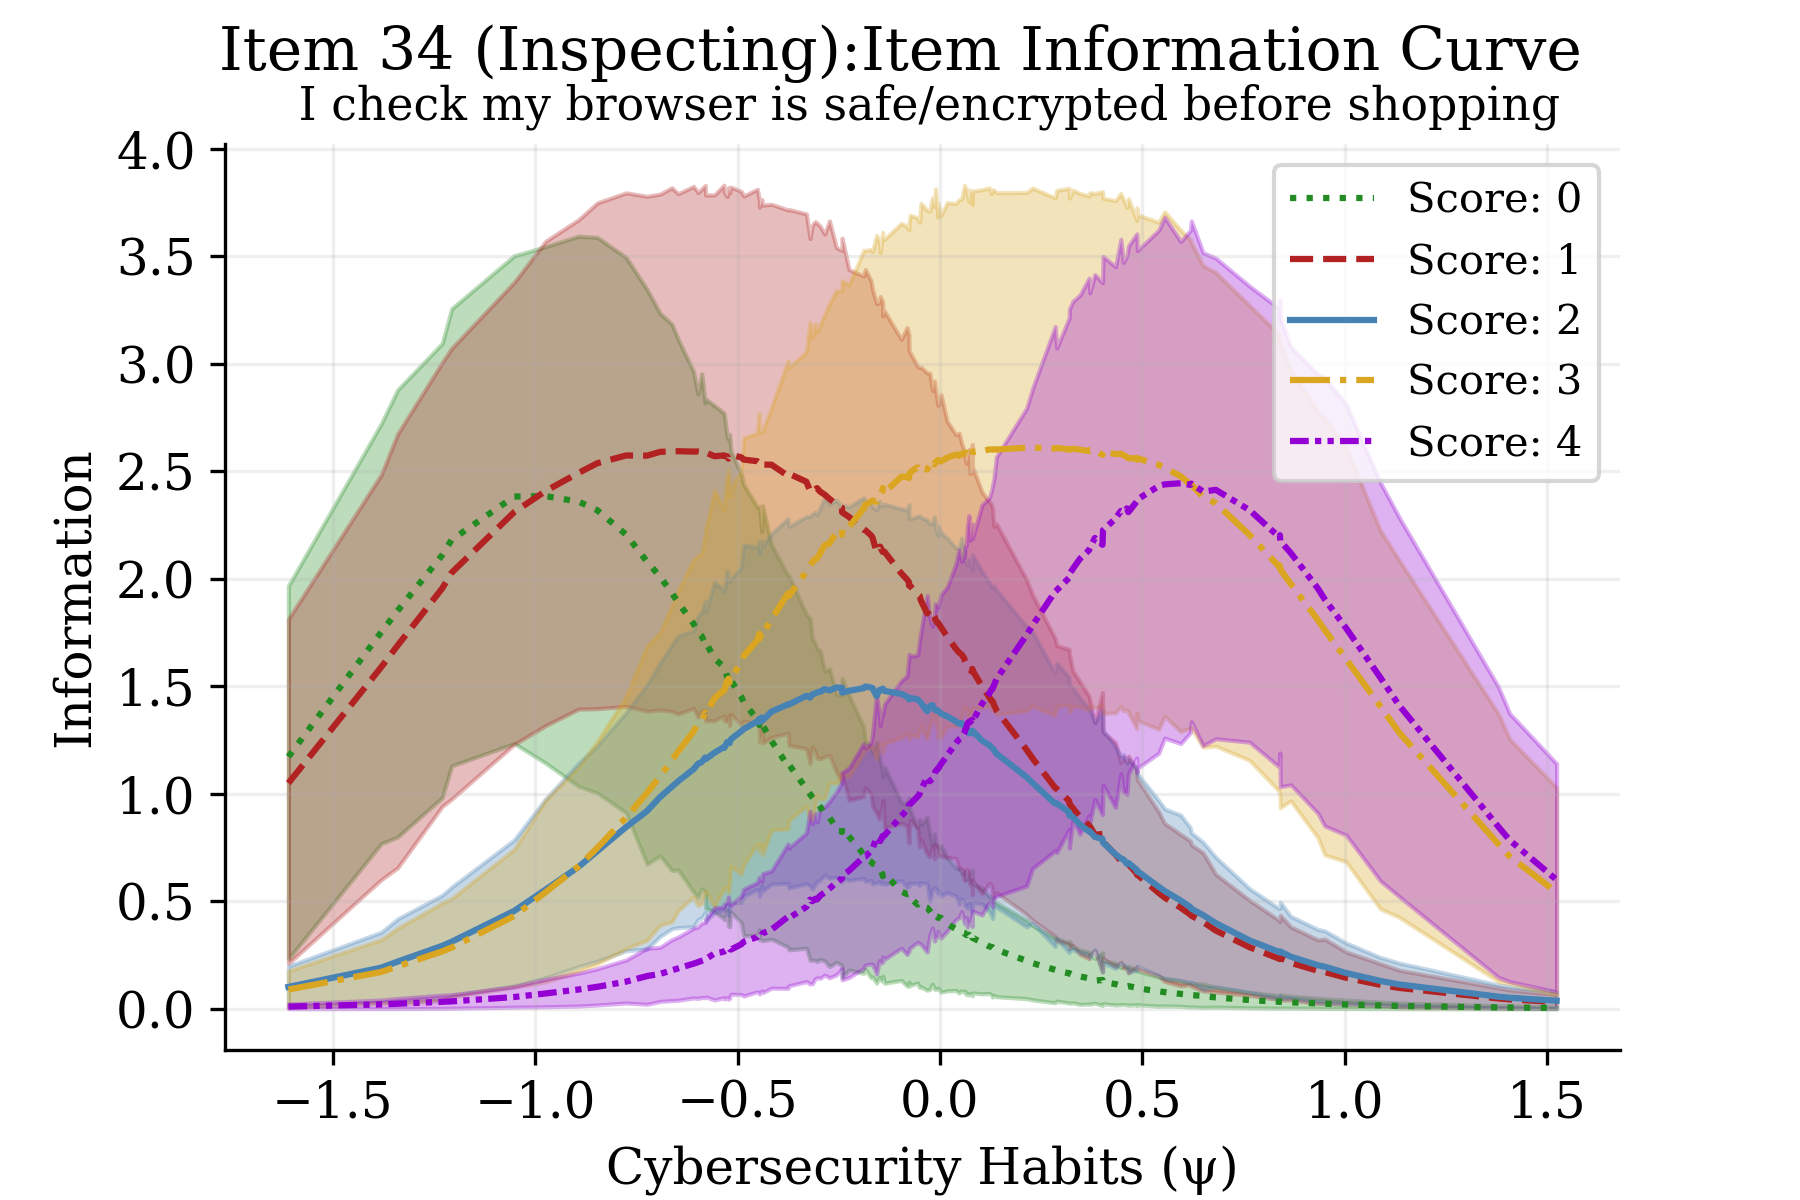 Item 34 (Inspecting):Item Information Curve
I check my browser is safe/encrypted before shopping
4.0
3.5
3.0
2.5
2.0
1.5
1.0
0.5
0.0
Information
Score: 0
Score: 1
Score: 2
Score: 3
Score: 4
−1.5 −1.0 −0.5 0.0 0.5 1.0 1.5
Cybersecurity Habits (ψ)